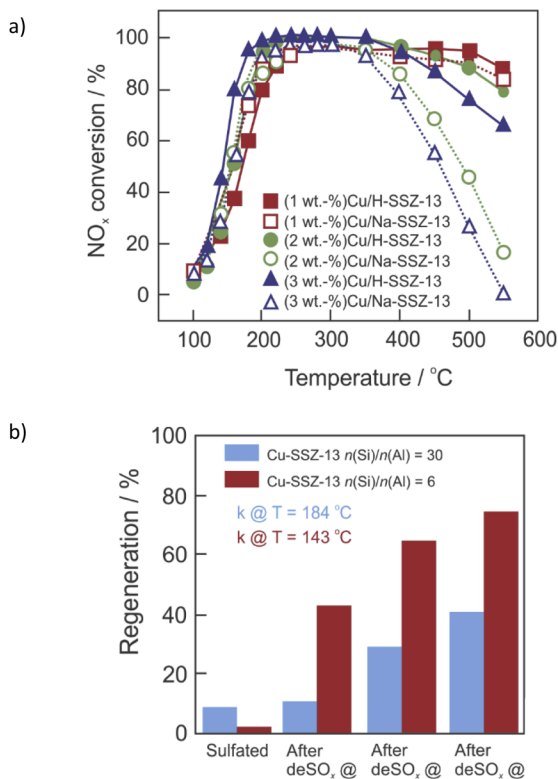 a)
NOx conversion / %
100
80
60
40
20
0
(1 wt.-%)Cu/H-SSZ-13
(1 wt.-%)Cu/Na-SSZ-13
(2 wt.-%)Cu/H-SSZ-13
(2 wt.-%)Cu/Na-SSZ-13
(3 wt.-%)Cu/H-SSZ-13
(3 wt.-%)Cu/Na-SSZ-13
100 200 300 400 500 600
Temperature / °C
b)
Regeneration / %
80
60
40
20
0
Cu-SSZ-13 n(Si)/n(Al) = 30
Cu-SSZ-13 n(Si)/n(Al) = 6
k @ T = 184 °C
k @ T = 143 °C
Sulfated After After After
deSOx @ deSOx @ deSOx @